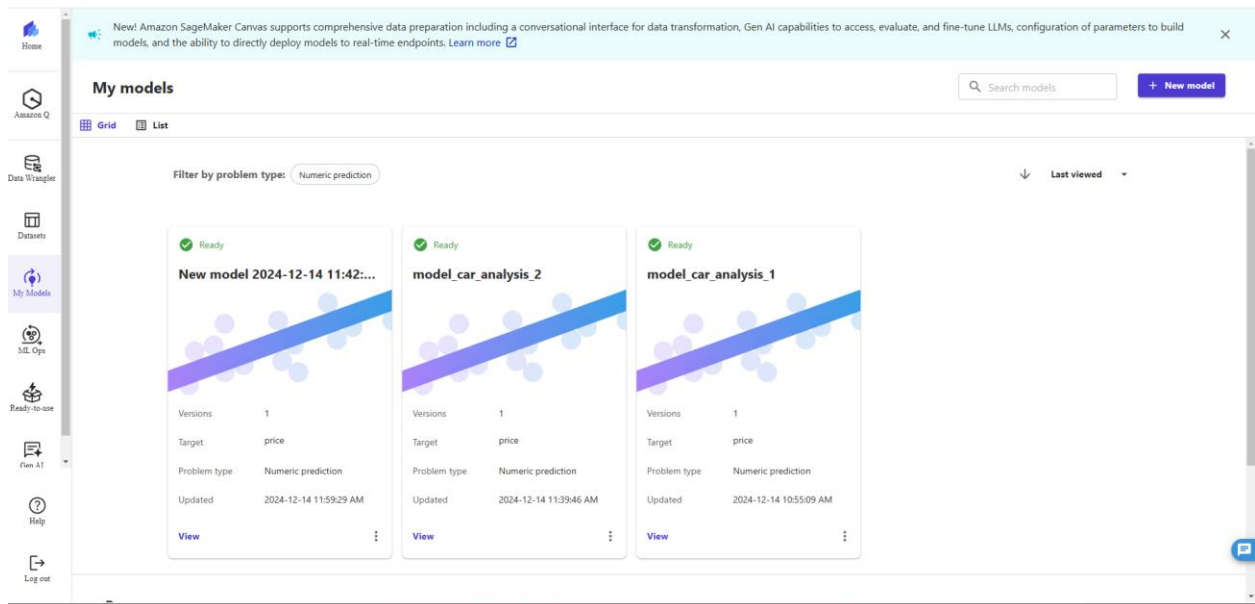 New! Amazon SageMaker Canvas supports comprehensive data preparation including a conversational interface for data transformation, Gen AI capabilities to access, evaluate, and fine-tune LLMs, configuration of parameters to build
models, and the ability to directly deploy models to real-time endpoints. Learn more
Home
Amazon Q
Data Wrangler
Datasets
My Models
ML Ops
Ready-to-use
Gen AI
Help
Log out
My models
Search models
+ New model
Grid List
Filter by problem type: Numeric prediction
Last viewed
Ready
New model 2024-12-14 11:42:...
Versions 1
Target price
Problem type Numeric prediction
Updated 2024-12-14 11:59:29 AM
View
Ready
model_car_analysis_2
Versions 1
Target price
Problem type Numeric prediction
Updated 2024-12-14 11:39:46 AM
View
Ready
model_car_analysis_1
Versions 1
Target price
Problem type Numeric prediction
Updated 2024-12-14 10:55:09 AM
View